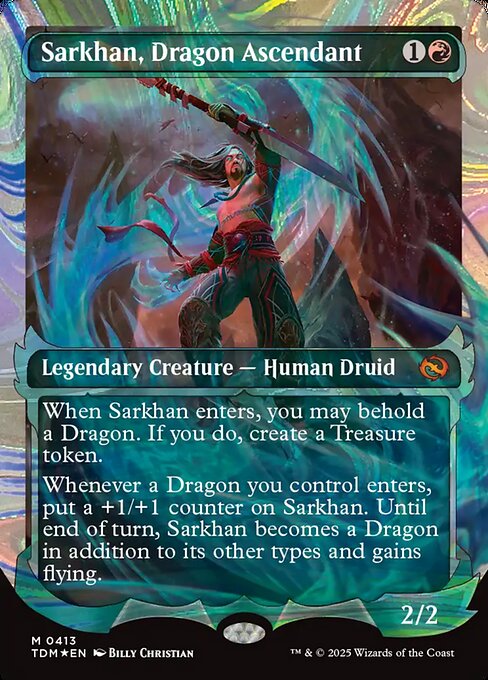 Sarkhan, Dragon Ascendant 1
Legendary Creature — Human Druid
When Sarkhan enters, you may behold
a Dragon. If you do, create a Treasure
token.
Whenever a Dragon you control enters,
put a +1/+1 counter on Sarkhan. Until
end of turn, Sarkhan becomes a Dragon
in addition to its other types and gains
flying.
2/2
M 0413
TDM★EN Billy Christian
™ & © 2025 Wizards of the Coast